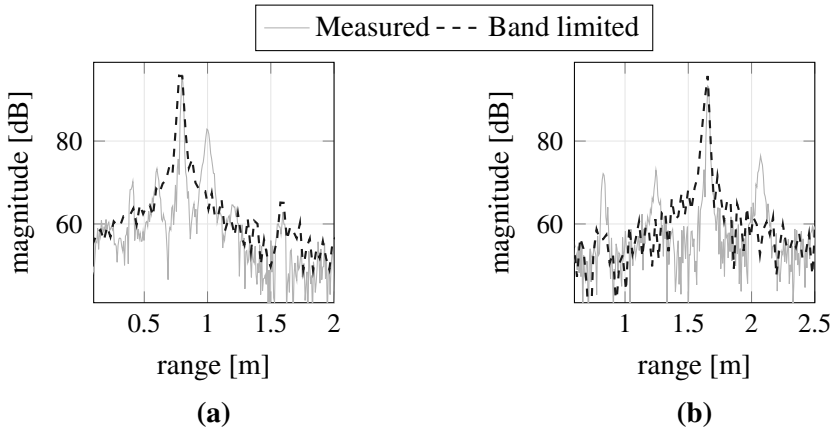 Measured Band limited
80
60
magnitude [dB]
0.5 1 1.5 2
range [m]
(a)
80
60
magnitude [dB]
1 1.5 2 2.5
range [m]
(b)